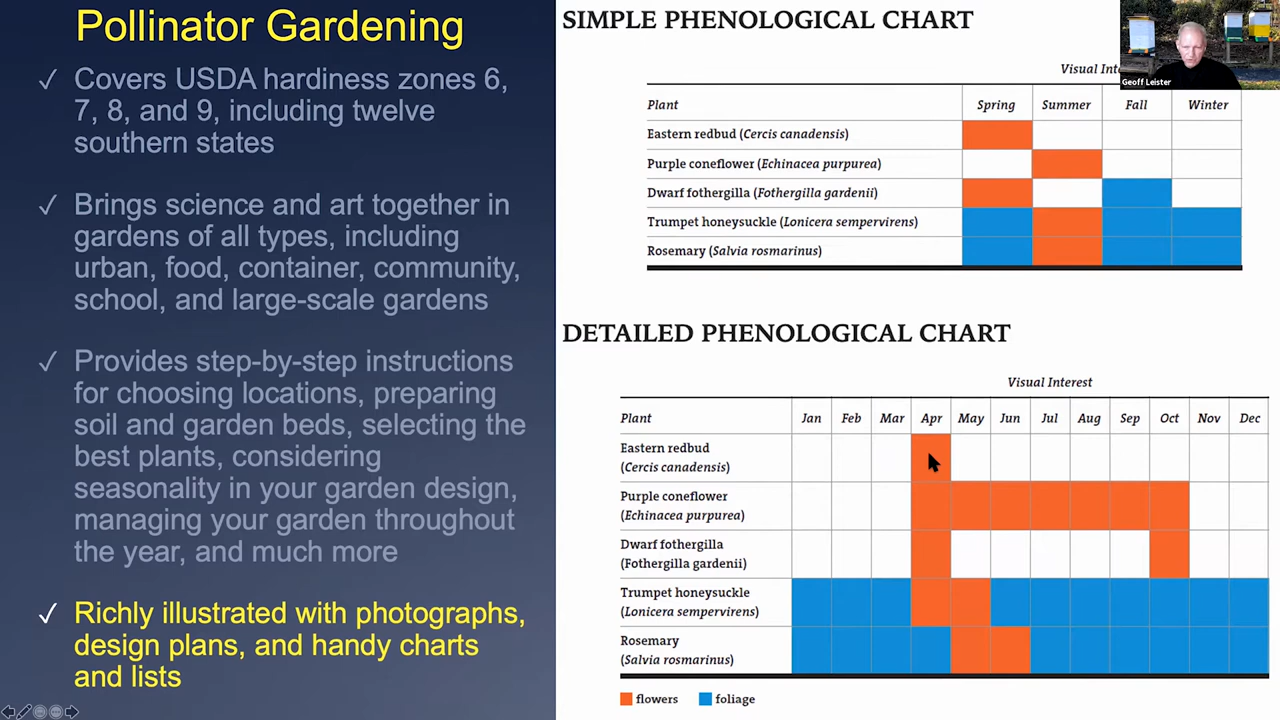 Pollinator Gardening
✓ Covers USDA hardiness zones 6,
7, 8, and 9, including twelve
southern states
✓ Brings science and art together in
gardens of all types, including
urban, food, container, community,
school, and large-scale gardens
✓ Provides step-by-step instructions
for choosing locations, preparing
soil and garden beds, selecting the
best plants, considering
seasonality in your garden design,
managing your garden throughout
the year, and much more
✓ Richly illustrated with photographs,
design plans, and handy charts
and lists
SIMPLE PHENOLOGICAL CHART
Visual
Plant Spring Summer Fall Winter
Eastern redbud (Cercis canadensis)
Purple coneflower (Echinacea purpurea)
Dwarf fothergilla (Fothergilla gardenii)
Trumpet honeysuckle (Lonicera sempervirens)
Rosemary (Salvia rosmarinus)
DETAILED PHENOLOGICAL CHART
Visual Interest
Plant Jan Feb Mar Apr May Jun Jul Aug Sep Oct Nov Dec
Eastern redbud
(Cercis canadensis)
Purple coneflower
(Echinacea purpurea)
Dwarf fothergilla
(Fothergilla gardenii)
Trumpet honeysuckle
(Lonicera sempervirens)
Rosemary
(Salvia rosmarinus)
flowers foliage
Geoff Leister